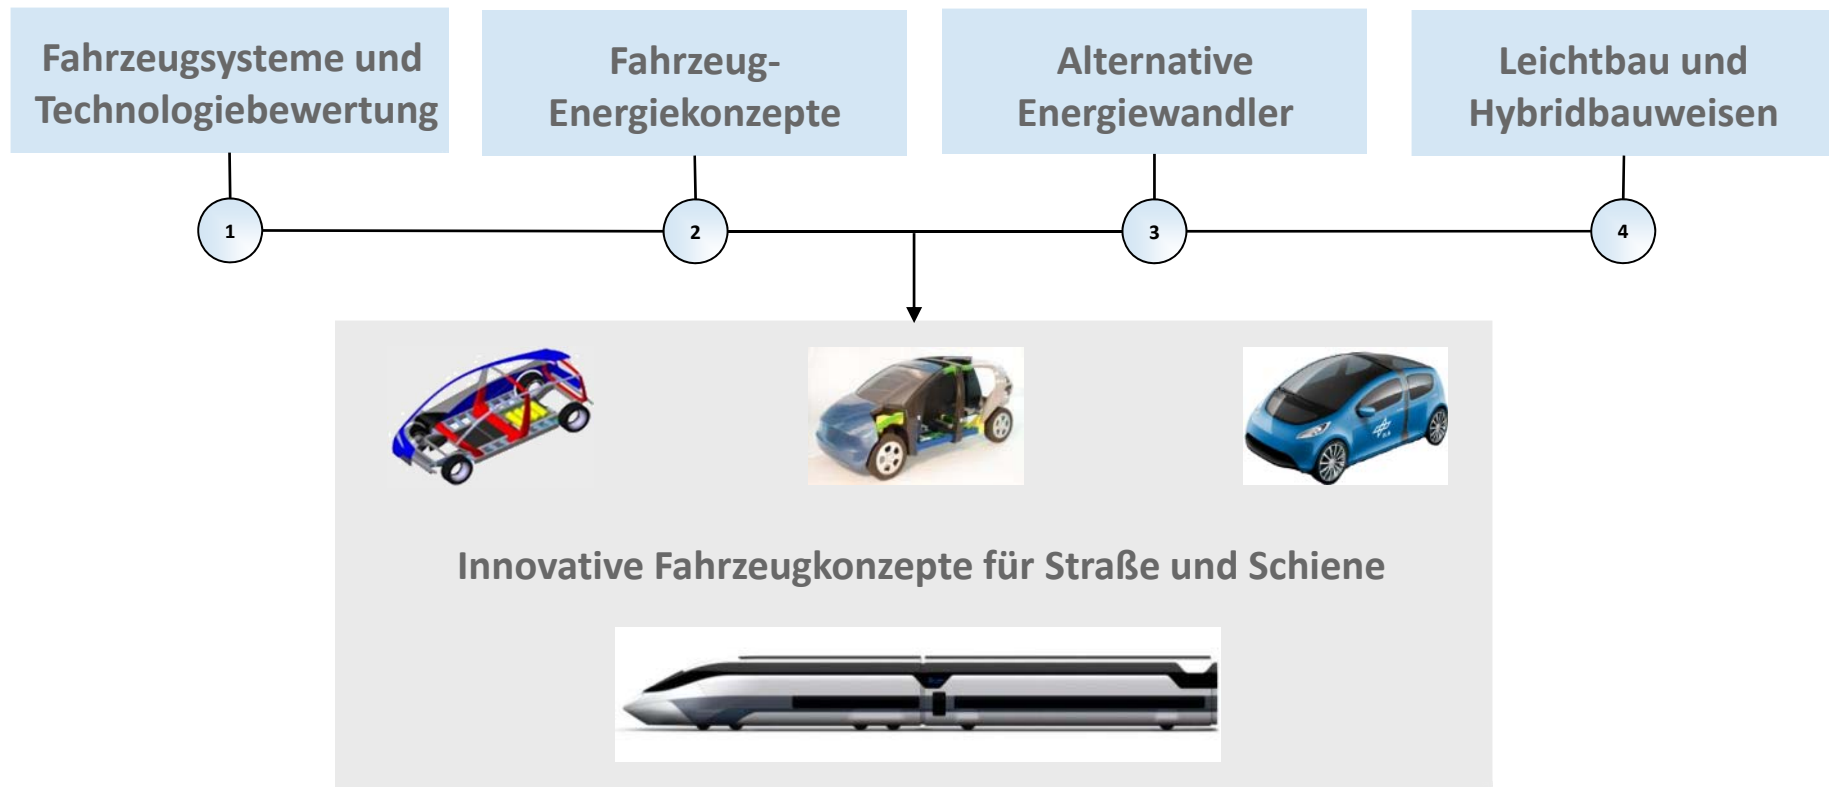 Fahrzeugsysteme und
Technologiebewertung
Fahrzeug-
Energiekonzepte
Alternative
Energiewandler
Leichtbau und
Hybridbauweisen
1
2
3
4
DLR
Innovative Fahrzeugkonzepte für Straße und Schiene